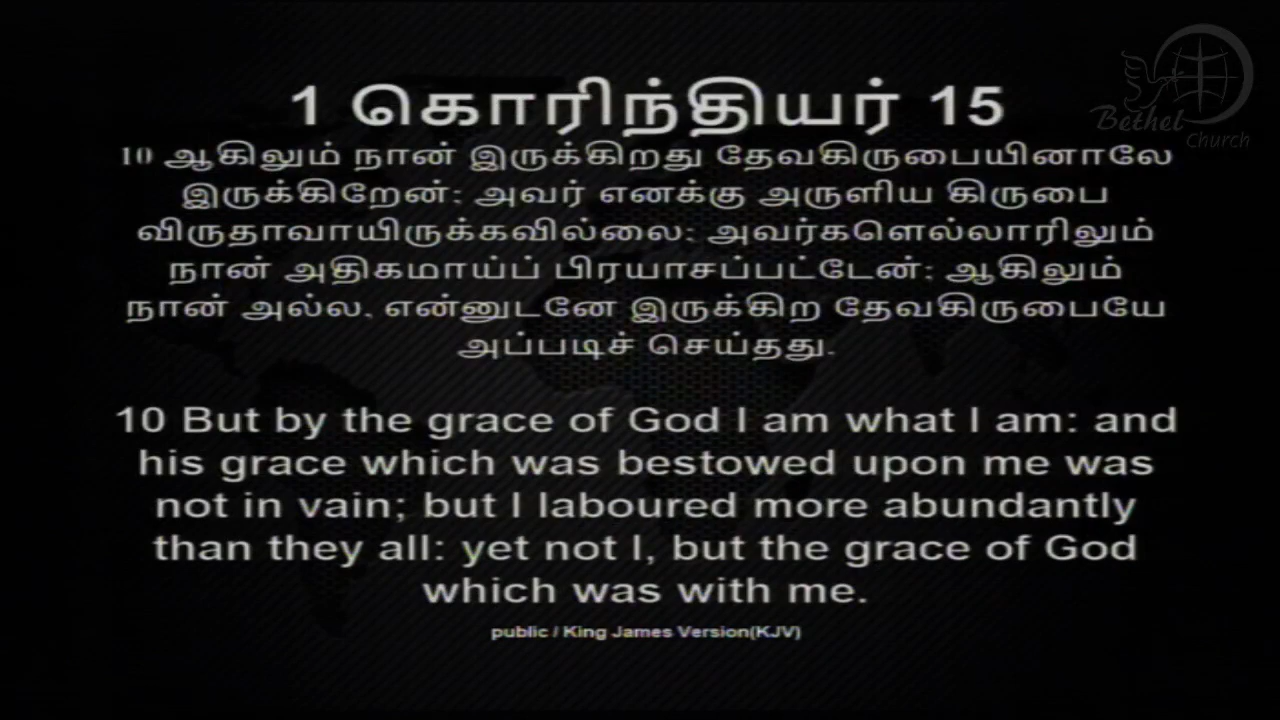 Bethel
Church
1 கொரிந்தியர் 15
10 ஆகிலும் நான் இருக்கிறது தேவகிருபையினாலே
இருக்கிறேன்; அவர் எனக்கு அருளிய கிருபை
விருதாவாயிருக்கவில்லை; அவர்களெல்லாரிலும்
நான் அதிகமாய்ப் பிரயாசப்பட்டேன்; ஆகிலும்
நான் அல்ல, என்னுடனே இருக்கிற தேவகிருபையே
அப்படிச் செய்தது.
10 But by the grace of God I am what I am: and
his grace which was bestowed upon me was
not in vain; but I laboured more abundantly
than they all: yet not I, but the grace of God
which was with me.
public / King James Version(KJV)